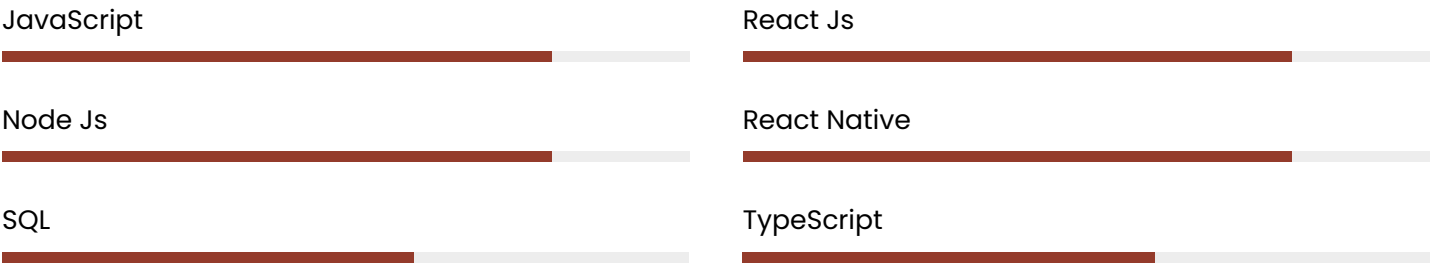 JavaScript
React Js
Node Js
React Native
SQL
TypeScript